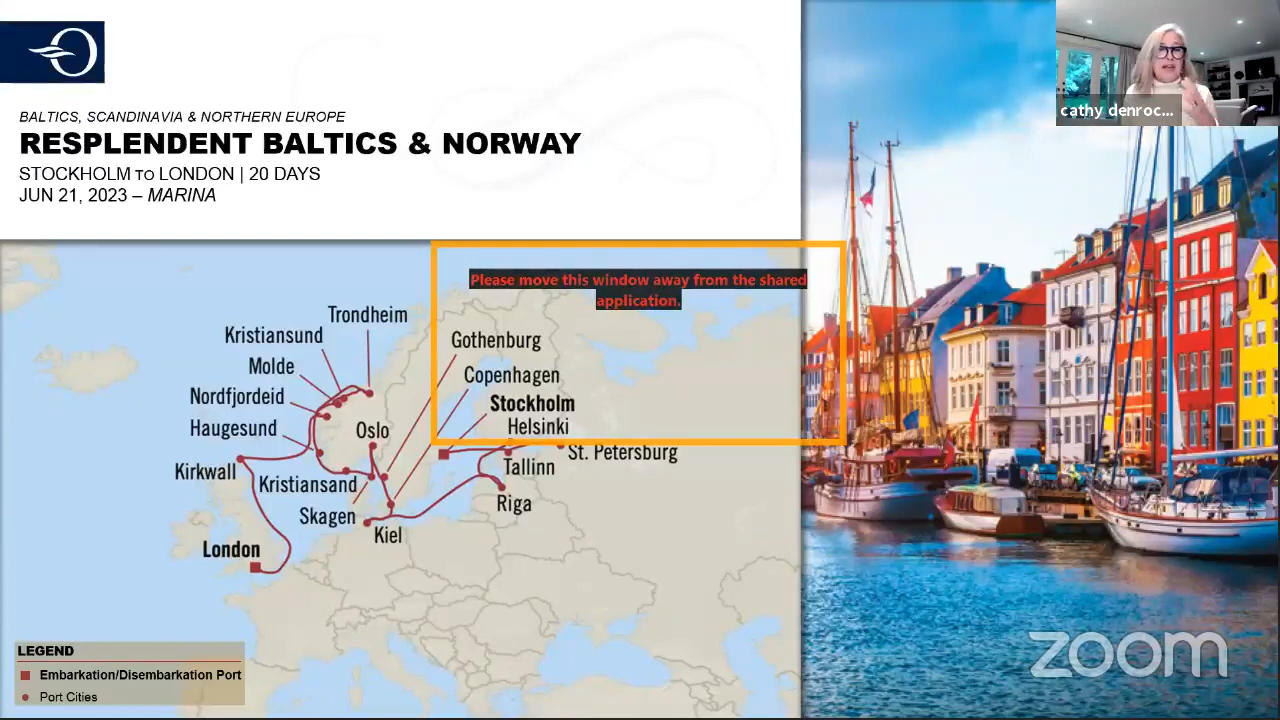 BALTICS, SCANDINAVIA & NORTHERN EUROPE
RESPLENDENT BALTICS & NORWAY
STOCKHOLM TO LONDON | 20 DAYS
JUN 21, 2023 – MARINA
cathy denroc...
Please move this window away from the shared
application.
Trondheim
Kristiansund
Gothenburg
Molde
Copenhagen
Nordfjordeid
Stockholm
Haugesund
Oslo
Helsinki
St. Petersburg
Kirkwall
Tallinn
Kristiansand
Riga
Skagen
Kiel
London
LEGEND
Embarkation/Disembarkation Port
Port Cities
zoom